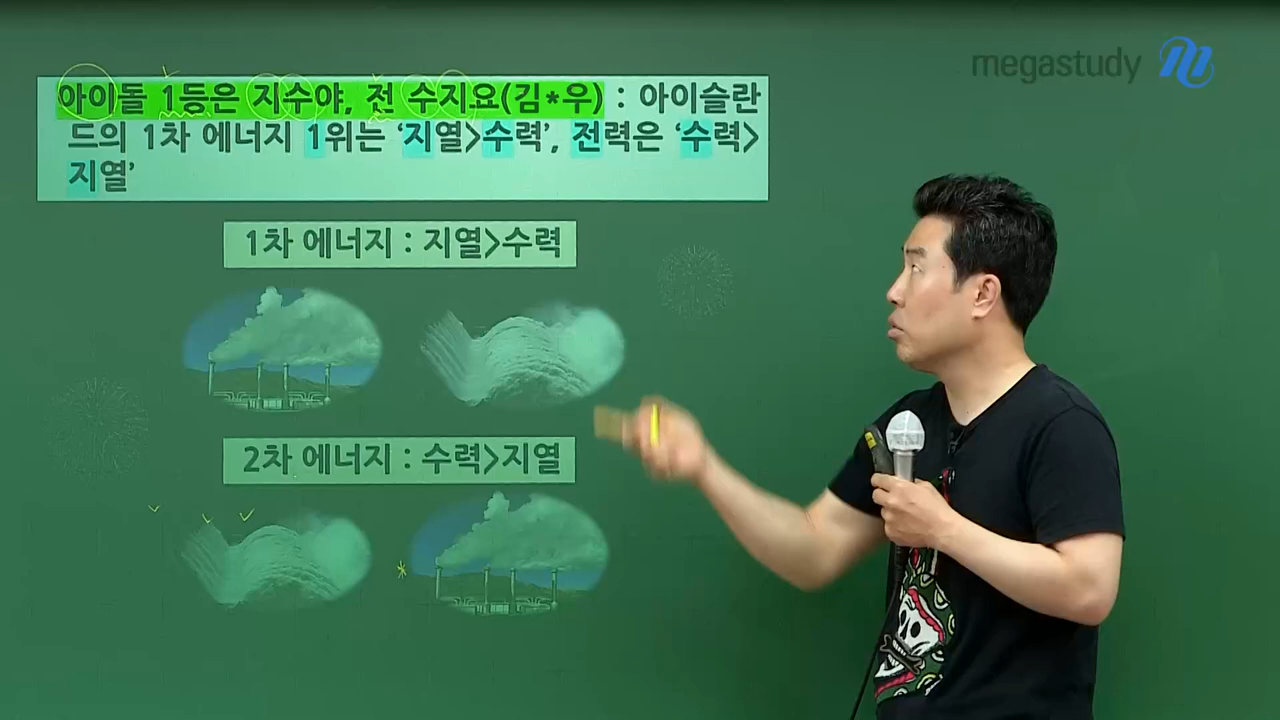 megastudy
아이돌 1등은 지수야, 전 수지요(김*우) : 아이슬란
드의 1차 에너지 1위는 ‘지열>수력’, 전력은 ‘수력>
지열’
1차 에너지 : 지열>수력
2차 에너지 : 수력>지열